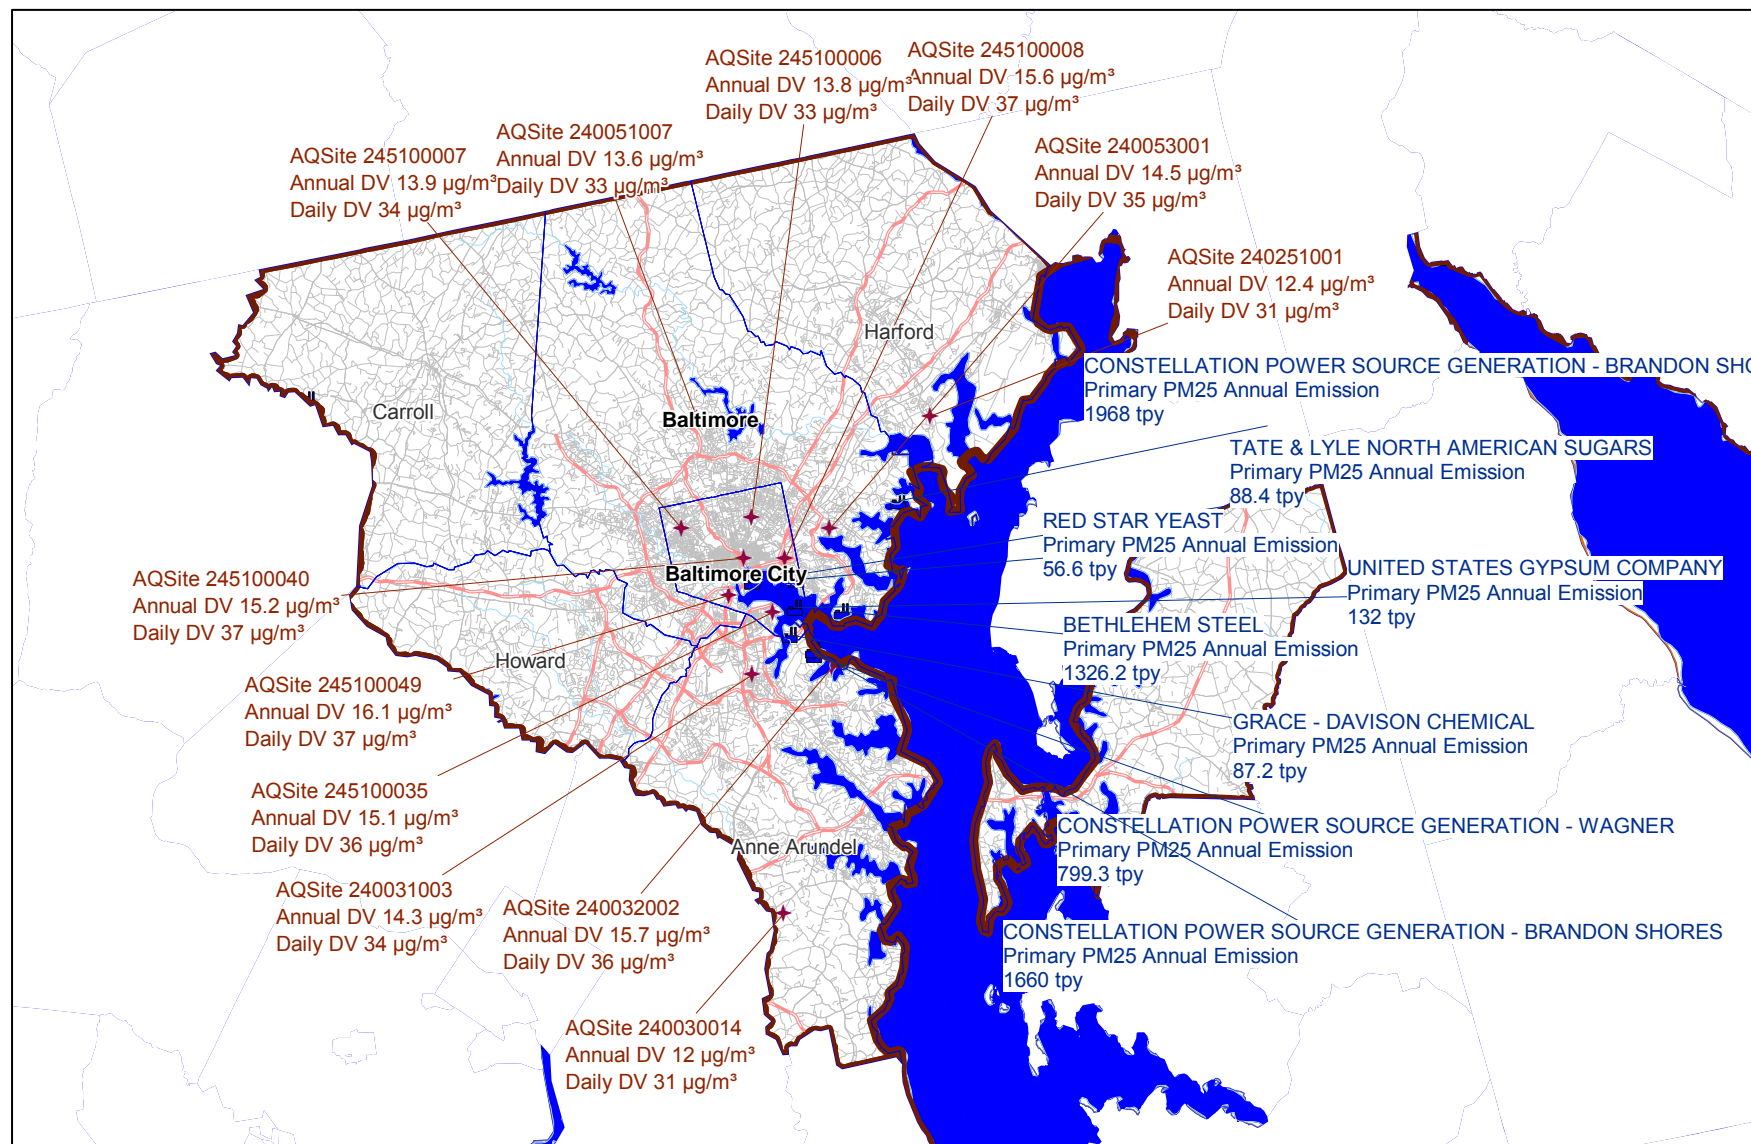 AQSite 245100006
Annual DV 13.8 µg/m³
Daily DV 33 µg/m³
AQSite 245100008
Annual DV 15.6 µg/m³
Daily DV 37 µg/m³
AQSite 240051007
Annual DV 13.6 µg/m³
Daily DV 33 µg/m³
AQSite 245100007
Annual DV 13.9 µg/m³
Daily DV 34 µg/m³
AQSite 240053001
Annual DV 14.5 µg/m³
Daily DV 35 µg/m³
AQSite 240251001
Annual DV 12.4 µg/m³
Daily DV 31 µg/m³
Harford
CONSTELLATION POWER SOURCE GENERATION - BRANDON SHO
Primary PM25 Annual Emission
1968 tpy
Carroll
Baltimore
TATE & LYLE NORTH AMERICAN SUGARS
Primary PM25 Annual Emission
88.4 tpy
RED STAR YEAST
Primary PM25 Annual Emission
56.6 tpy
Baltimore City
UNITED STATES GYPSUM COMPANY
Primary PM25 Annual Emission
132 tpy
AQSite 245100040
Annual DV 15.2 µg/m³
Daily DV 37 µg/m³
BETHLEHEM STEEL
Primary PM25 Annual Emission
1326.2 tpy
Howard
AQSite 245100049
Annual DV 16.1 µg/m³
Daily DV 37 µg/m³
GRACE - DAVISON CHEMICAL
Primary PM25 Annual Emission
87.2 tpy
AQSite 245100035
Annual DV 15.1 µg/m³
Daily DV 36 µg/m³
CONSTELLATION POWER SOURCE GENERATION - WAGNER
Primary PM25 Annual Emission
799.3 tpy
Anne Arundel
AQSite 240031003
Annual DV 14.3 µg/m³
Daily DV 34 µg/m³
AQSite 240032002
Annual DV 15.7 µg/m³
Daily DV 36 µg/m³
CONSTELLATION POWER SOURCE GENERATION - BRANDON SHORES
Primary PM25 Annual Emission
1660 tpy
AQSite 240030014
Annual DV 12 µg/m³
Daily DV 31 µg/m³